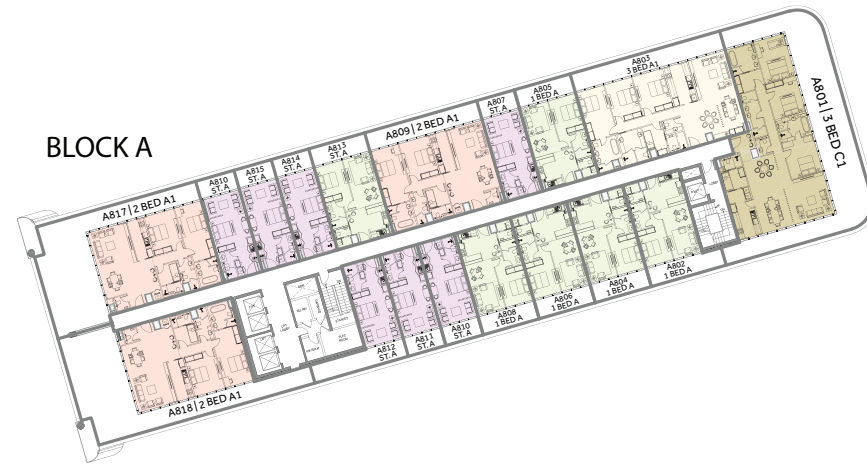 BLOCK A
A817 | 2 BED A1
A810
ST. A
A815
ST. A
A814
ST. A
A813
ST. A
A809 | 2 BED A1
A807
ST. A
A805
1 BED A
A803
3 BED A1
A801 | 3 BED C1
A818 | 2 BED A1
A812
ST. A
A811
ST. A
A810
ST. A
A808
1 BED A
A806
1 BED A
A804
1 BED A
A802
1 BED A